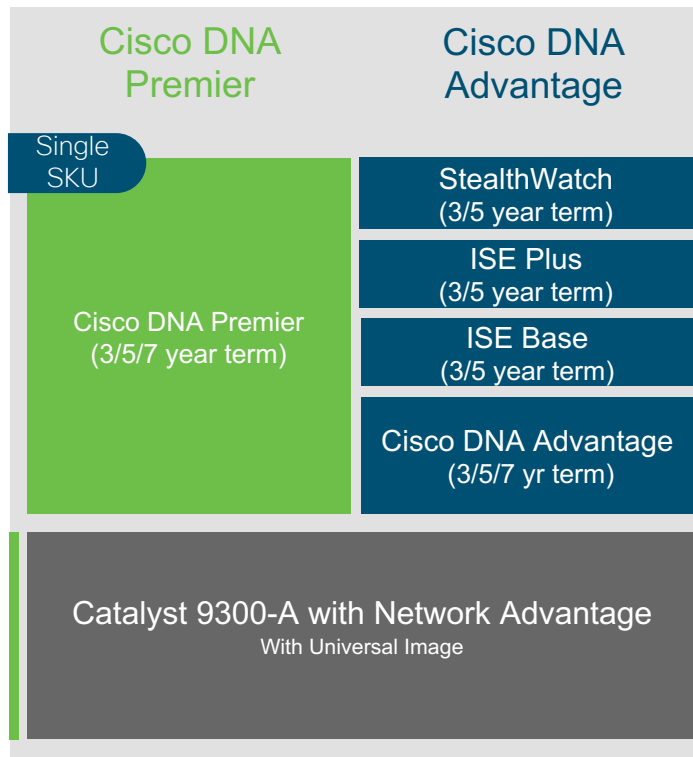 Cisco DNA
Premier
Cisco DNA
Advantage
Single
SKU
Cisco DNA Premier
(3/5/7 year term)
StealthWatch
(3/5 year term)
ISE Plus
(3/5 year term)
ISE Base
(3/5 year term)
Cisco DNA Advantage
(3/5/7 yr term)
Catalyst 9300-A with Network Advantage
With Universal Image